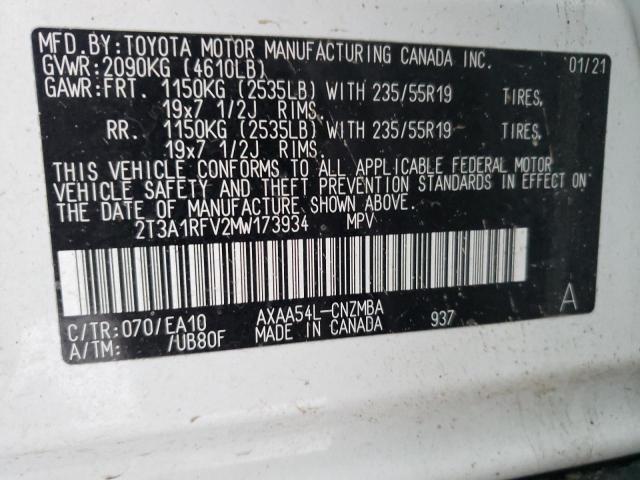 MFD.BY:TOYOTA MOTOR MANUFACTURING CANADA INC. 01/21
GVWR:2090KG (4610LB)
GAWR:FRT. 1150KG (2535LB) WITH 235/55R19 TIRES,
19x7 1/2J RIMS.
RR. 1150KG (2535LB) WITH 235/55R19 TIRES,
19x7 1/2J RIMS.
THIS VEHICLE CONFORMS TO ALL APPLICABLE FEDERAL MOTOR
VEHICLE SAFETY AND THEFT PREVENTION STANDARDS IN EFFECT ON
THE DATE OF MANUFACTURE SHOWN ABOVE.
2T3A1RFV2MW173934 MPV
A
C/TR:070/EA10 AXAA54L-CNZMBA 937
A/TM: /UB80F MADE IN CANADA